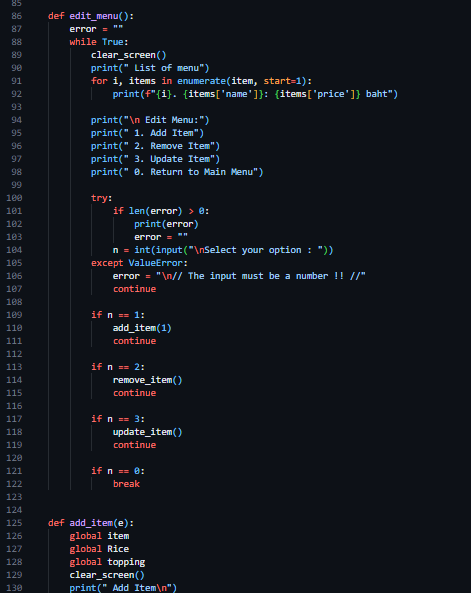 85
86 def edit_menu():
87 error = ""
88 while True:
89 clear_screen()
90 print(" List of menu")
91 for i, items in enumerate(item, start=1):
92 print(f"{i}. {items['name']}: {items['price']} baht")
93
94 print("\n Edit Menu:")
95 print(" 1. Add Item")
96 print(" 2. Remove Item")
97 print(" 3. Update Item")
98 print(" 0. Return to Main Menu")
99
100 try:
101 if len(error) > 0:
102 print(error)
103 error = ""
104 n = int(input("\nSelect your option : "))
105 except ValueError:
106 error = "\n// The input must be a number !! //"
107 continue
108
109 if n == 1:
110 add_item(1)
111 continue
112
113 if n == 2:
114 remove_item()
115 continue
116
117 if n == 3:
118 update_item()
119 continue
120
121 if n == 0:
122 break
123
124
125 def add_item(e):
126 global item
127 global Rice
128 global topping
129 clear_screen()
130 print(" Add Item\n")